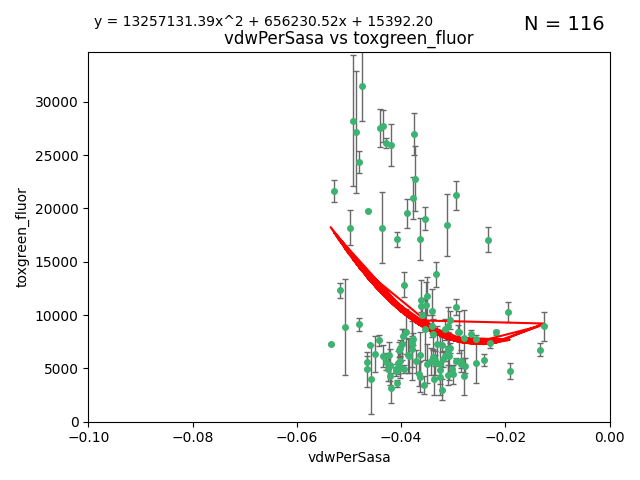 y = 13257131.39x^2 + 656230.52x + 15392.20
N = 116
vdwPerSasa vs toxgreen_fluor
30000
25000
20000
15000
10000
5000
0
toxgreen_fluor
−0.10 −0.08 −0.06 −0.04 −0.02 0.00
vdwPerSasa